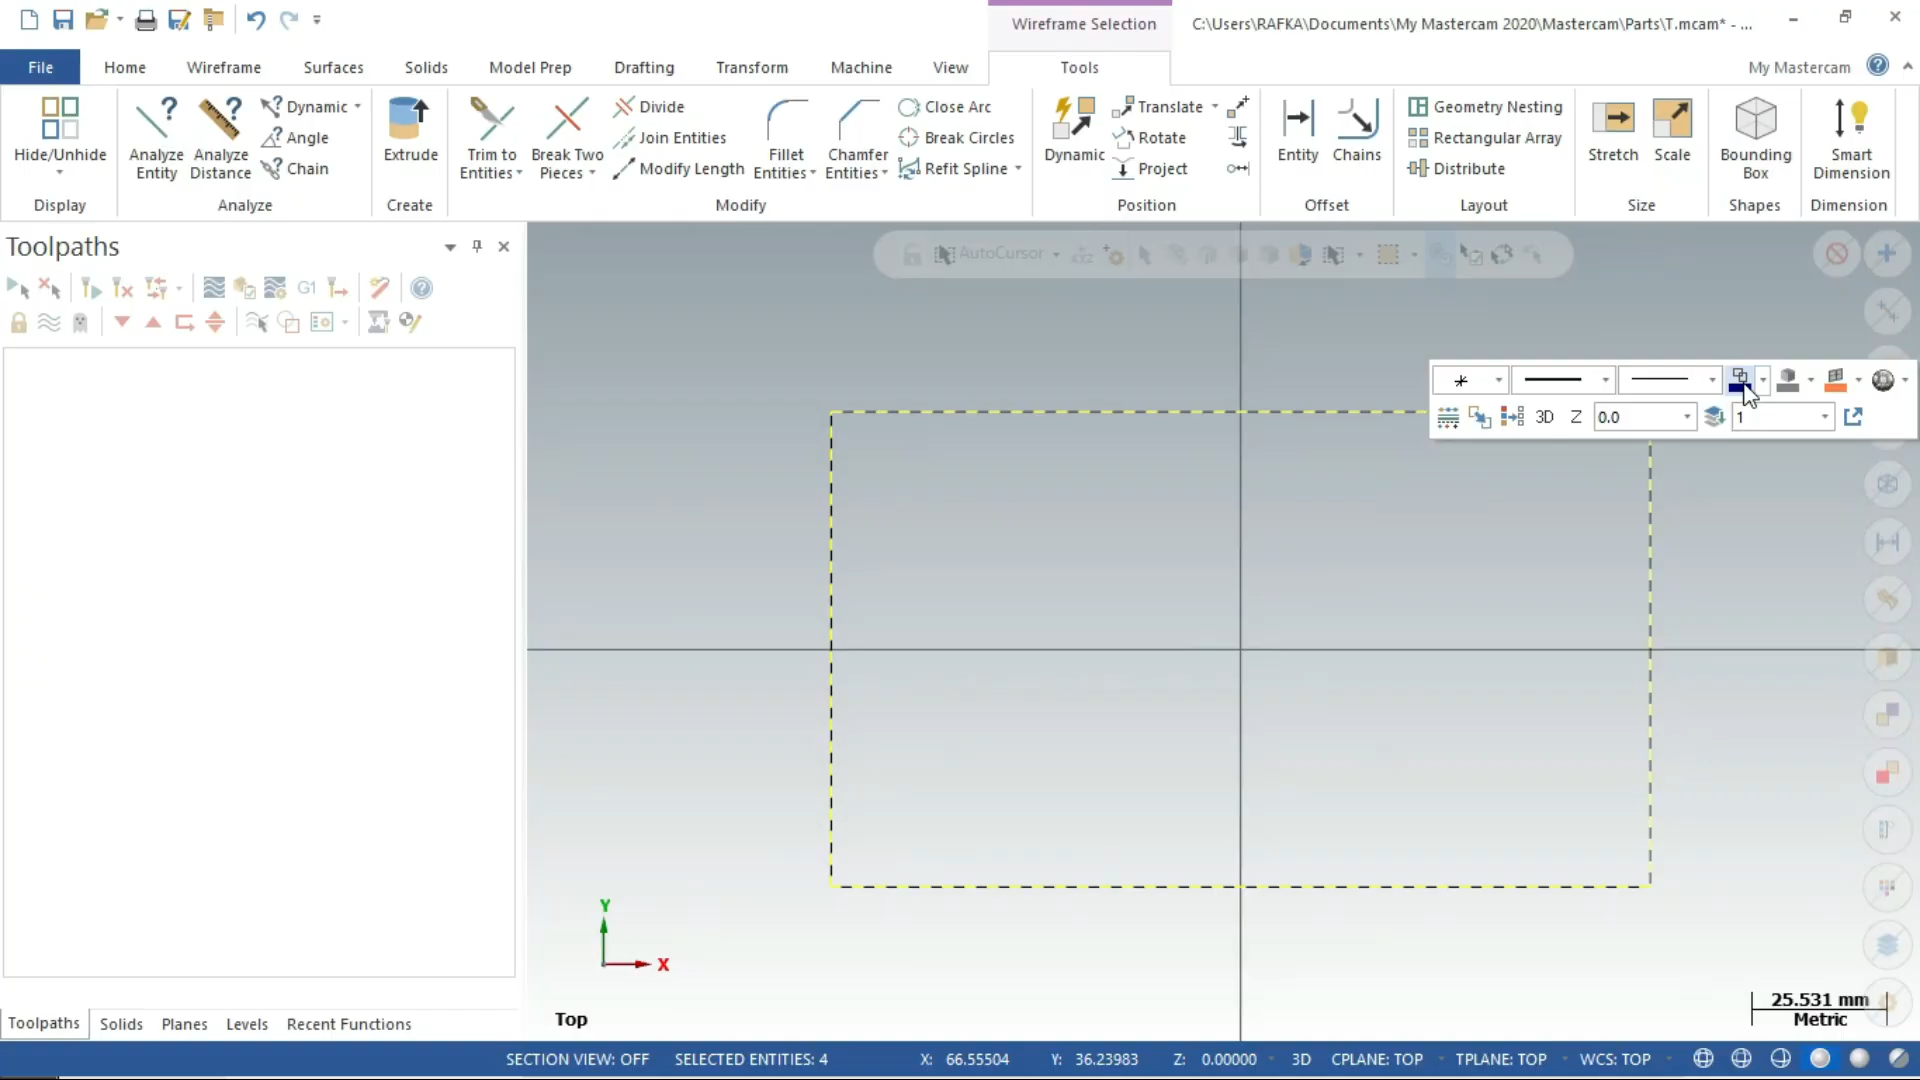 Wireframe Selection
C:\Users\RAFKA\Documents\My Mastercam 2020\Mastercam\Parts\T.mcam* - ...
File Home Wireframe Surfaces Solids Model Prep Drafting Transform Machine View Tools My Mastercam
Hide/Unhide
Display
Analyze Entity
Analyze Distance
Dynamic
Angle
Chain
Analyze
Extrude
Create
Trim to Entities
Break Two Pieces
Divide
Join Entities
Modify Length
Fillet Entities
Chamfer Entities
Close Arc
Break Circles
Refit Spline
Modify
Dynamic
Translate
Rotate
Project
Position
Entity
Chains
Offset
Geometry Nesting
Rectangular Array
Distribute
Layout
Stretch
Scale
Size
Bounding Box
Shapes
Smart Dimension
Dimension
Toolpaths
G1
AutoCursor
3D Z 0.0 1
Y
X
Top
25.531 mm
Metric
Toolpaths Solids Planes Levels Recent Functions
SECTION VIEW: OFF SELECTED ENTITIES: 4 X: 66.55504 Y: 36.23983 Z: 0.00000 3D CPLANE: TOP TPLANE: TOP WCS: TOP